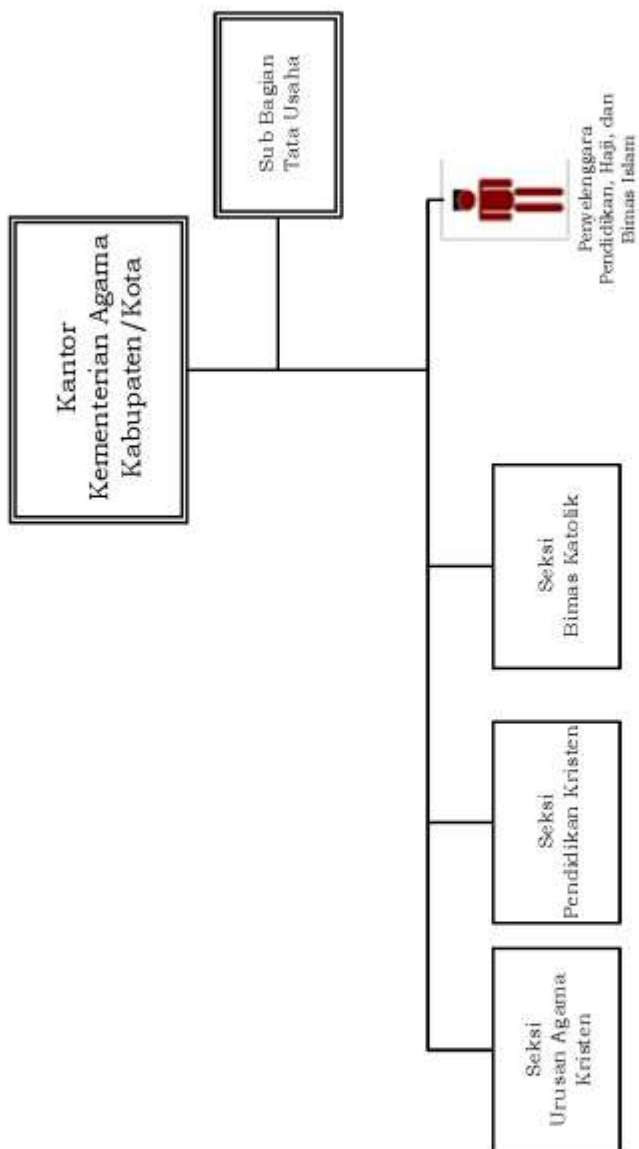 Kantor
Kementerian Agama
Kabupaten/Kota
Sub Bagian
Tata Usaha
Seksi
Urusan Agama
Kristen
Seksi
Pendidikan Kristen
Seksi
Bimas Katolik
Penyelenggara
Pendidikan, Haji, dan
Bimas Islam